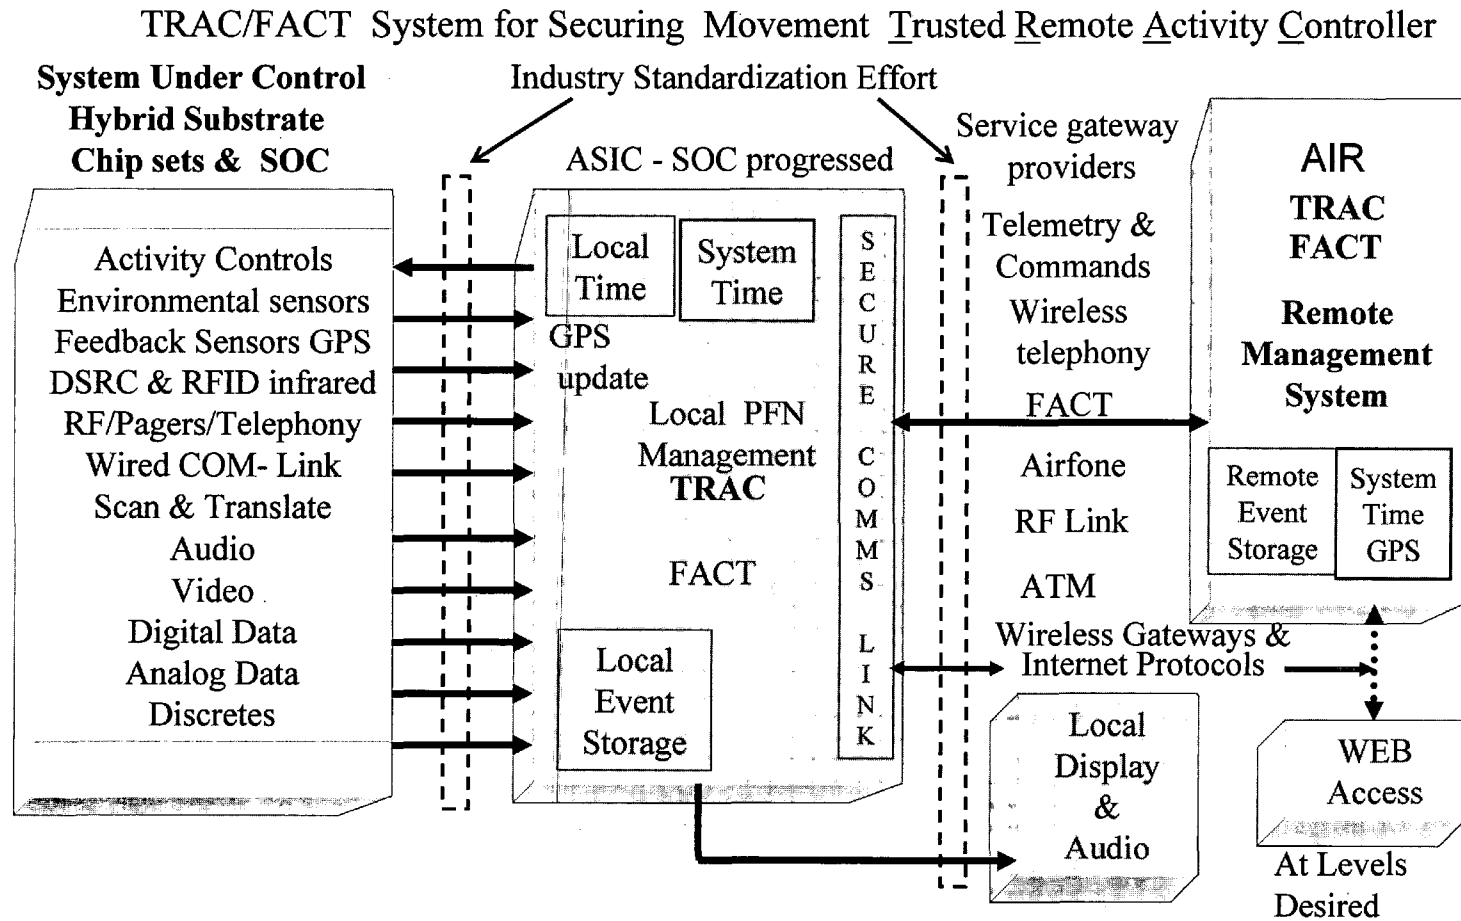 TRAC/FACT System for Securing Movement Trusted Remote Activity Controller
System Under Control
Hybrid Substrate
Chip sets & SOC
Industry Standardization Effort
ASIC - SOC progressed
Activity Controls
Environmental sensors
Feedback Sensors GPS
DSRC & RFID infrared
RF/Pagers/Telephony
Wired COM- Link
Scan & Translate
Audio
Video
Digital Data
Analog Data
Discretes
Local
Time
System
Time
GPS
update
Local PFN
Management
TRAC
FACT
Local
Event
Storage
SECURE COMMS LINK
Service gateway
providers
Telemetry &
Commands
Wireless
telephony
FACT
Airfone
RF Link
ATM
Wireless Gateways &
Internet Protocols
Local
Display
&
Audio
AIR
TRAC
FACT
Remote
Management
System
Remote
Event
Storage
System
Time
GPS
WEB
Access
At Levels
Desired